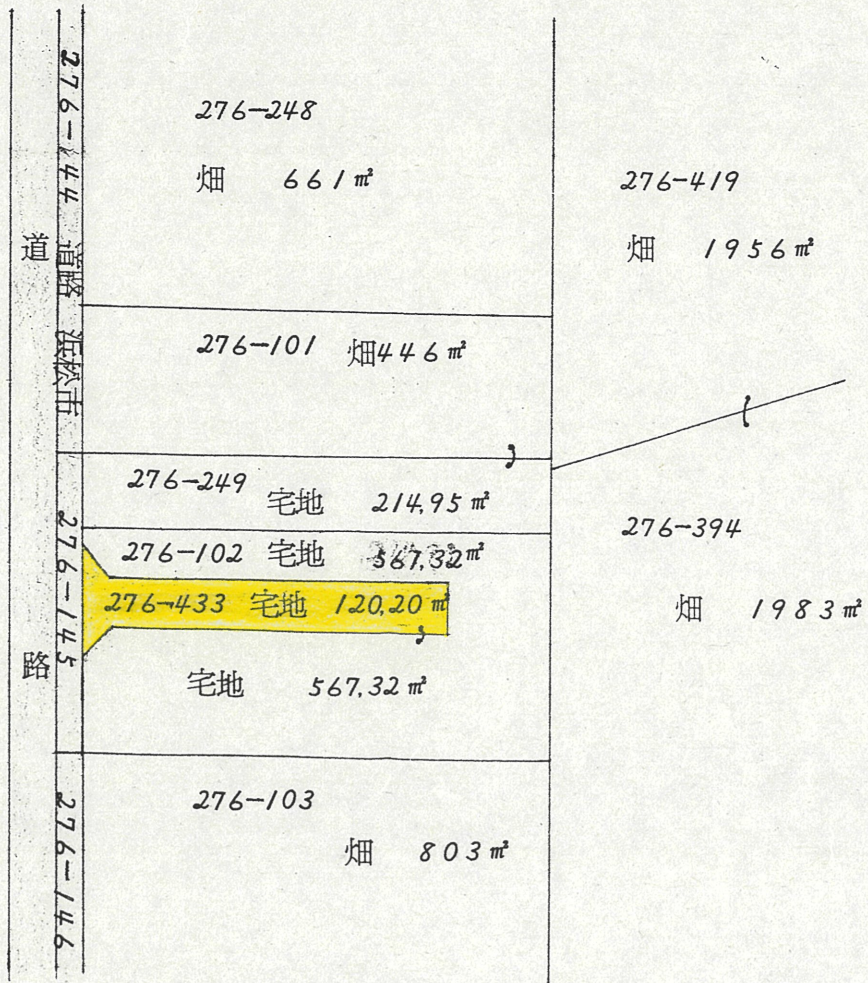 276-248
畑 661㎡
276-419
畑 1956㎡
276-144 道路 浜松市
道
路
276-101 畑446㎡
276-249 宅地 214,95㎡
276-102 宅地 567,32㎡
276-433 宅地 120,20㎡
276-145
宅地 567,32㎡
276-394
畑 1983㎡
276-103
畑 803㎡
276-146